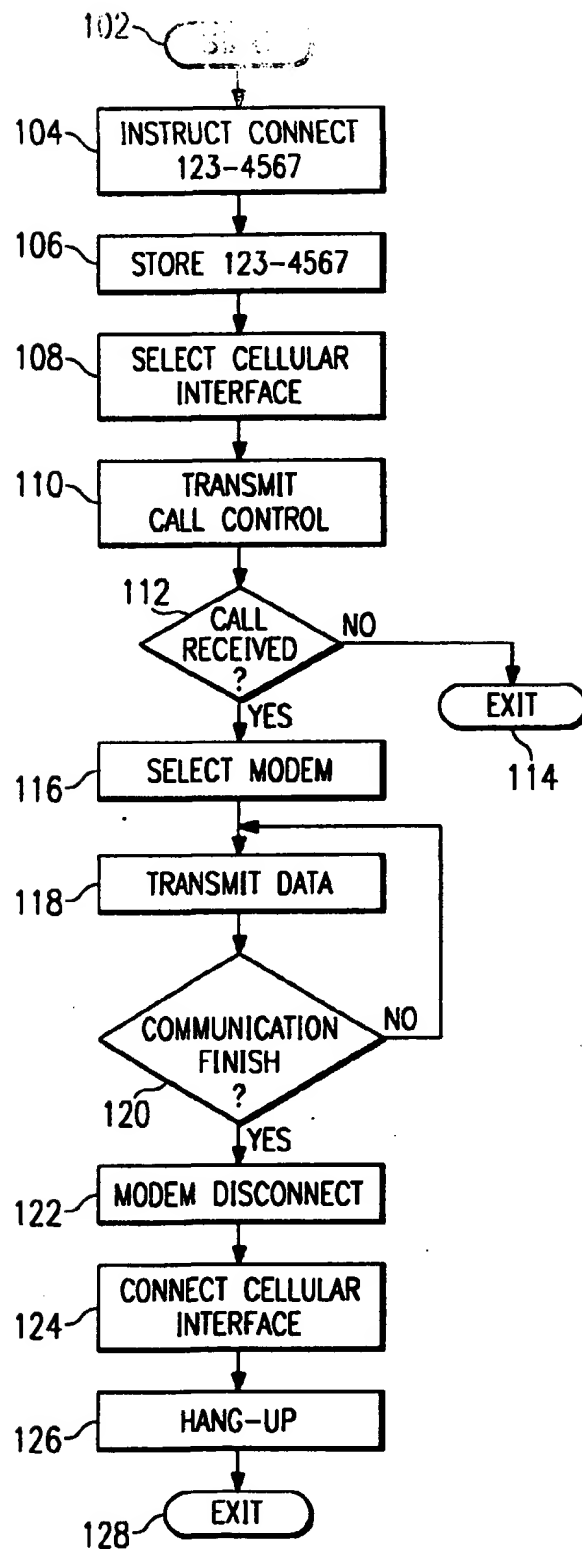 102
104
INSTRUCT CONNECT
123-4567
106
STORE 123-4567
108
SELECT CELLULAR
INTERFACE
110
TRANSMIT
CALL CONTROL
112
CALL
RECEIVED
?
NO
YES
EXIT
114
116
SELECT MODEM
118
TRANSMIT DATA
120
COMMUNICATION
FINISH
?
NO
YES
122
MODEM DISCONNECT
124
CONNECT CELLULAR
INTERFACE
126
HANG-UP
128
EXIT